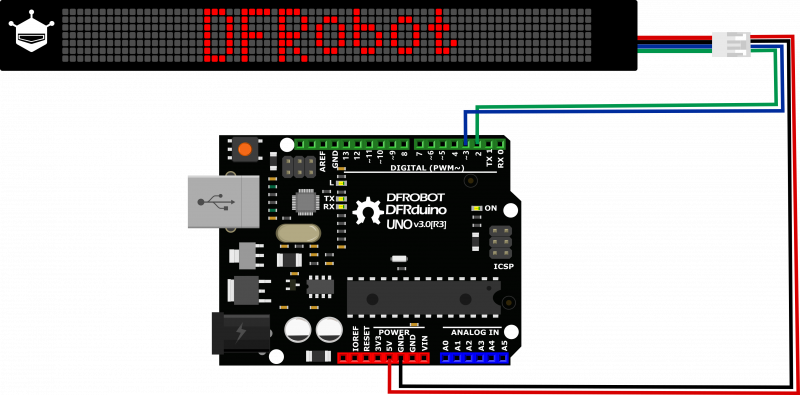 DFRobot
AREF
GND
13
12
~11
~10
~9
8
7
~6
~5
4
~3
2
TX 1
RX 0
DIGITAL (PWM~)
L
TX
RX
DFROBOT
DFRduino
UNO v3.0[R3]
ON
ICSP
IOREF
RESET
3V3
5V
GND
GND
VIN
POWER
ANALOG IN
A0
A1
A2
A3
A4
A5